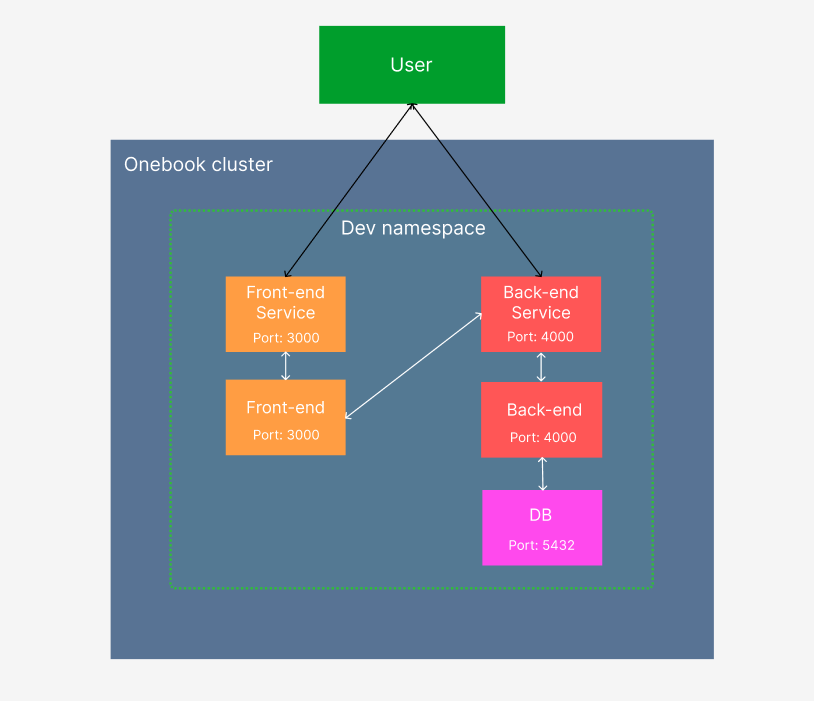 User
Onebook cluster
Dev namespace
Front-end
Service
Port: 3000
Back-end
Service
Port: 4000
Front-end
Port: 3000
Back-end
Port: 4000
DB
Port: 5432